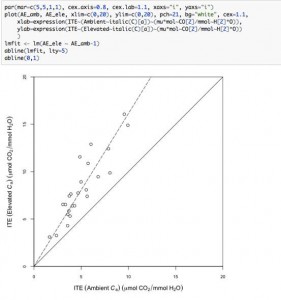 par(mar=c(5,5,1,1), cex.axis=0.8, cex.lab=1.1, xaxs="i", yaxs="i")
plot(AE_amb, AE_ele, xlim=c(0,20), ylim=c(0,20), pch=21, bg="white", cex=1.1,
xlab=expression(ITE~(Ambient~italic(C)[a])~(mu*mol~CO[2]/mmol~H[2]*O)),
ylab=expression(ITE~(Elevated~italic(C)[a])~(mu*mol~CO[2]/mmol~H[2]*O))
)
lmfit <- lm(AE_ele ~ AE_amb-1)
abline(lmfit, lty=5)
abline(0,1)
20
15
10
5
0
ITE (Elevated Ca) (μmol CO2/mmol H2O)
0
5
10
15
20
ITE (Ambient Ca) (μmol CO2/mmol H2O)